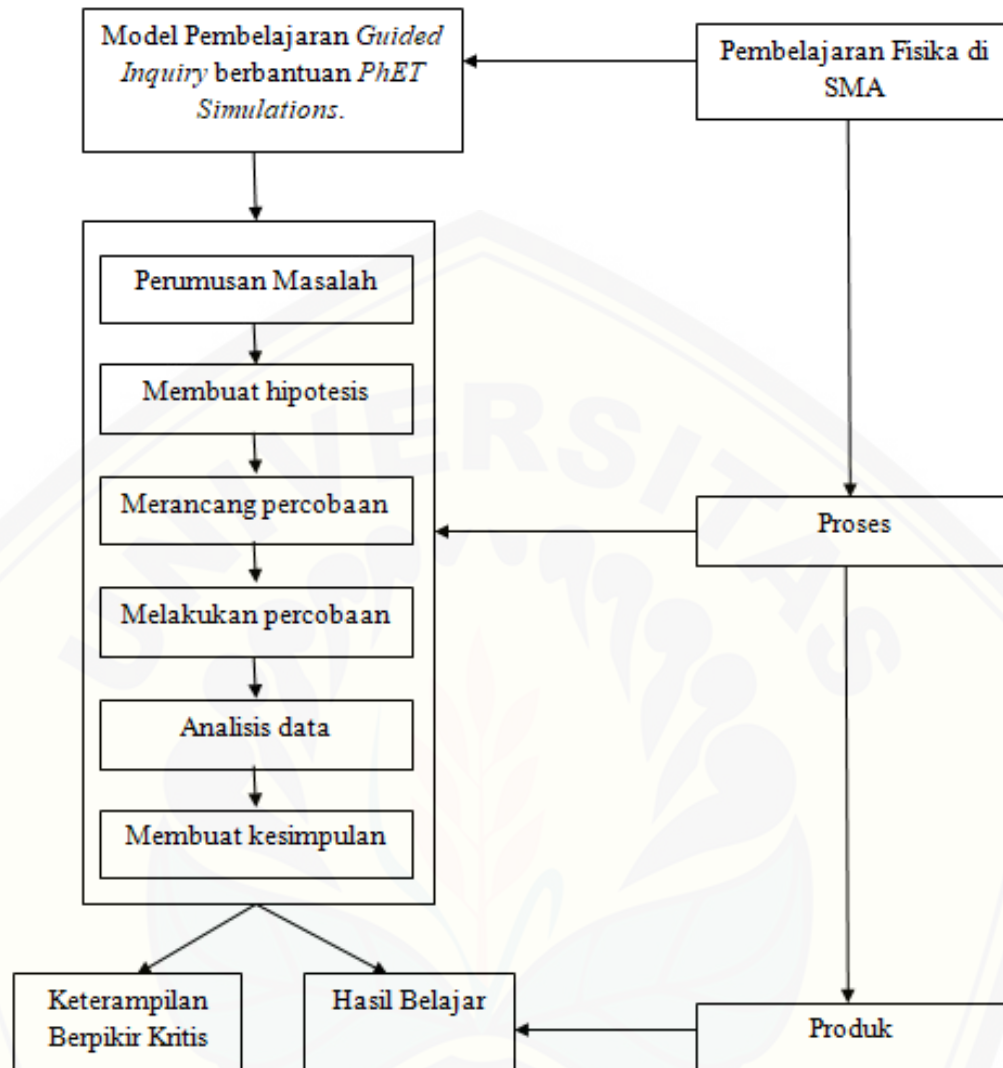 Model Pembelajaran Guided
Inquiry berbantuan PhET
Simulations.
Pembelajaran Fisika di
SMA
Perumusan Masalah
Membuat hipotesis
Merancang percobaan
Proses
Melakukan percobaan
Analisis data
Membuat kesimpulan
Keterampilan
Berpikir Kritis
Hasil Belajar
Produk
UNIVERSITAS